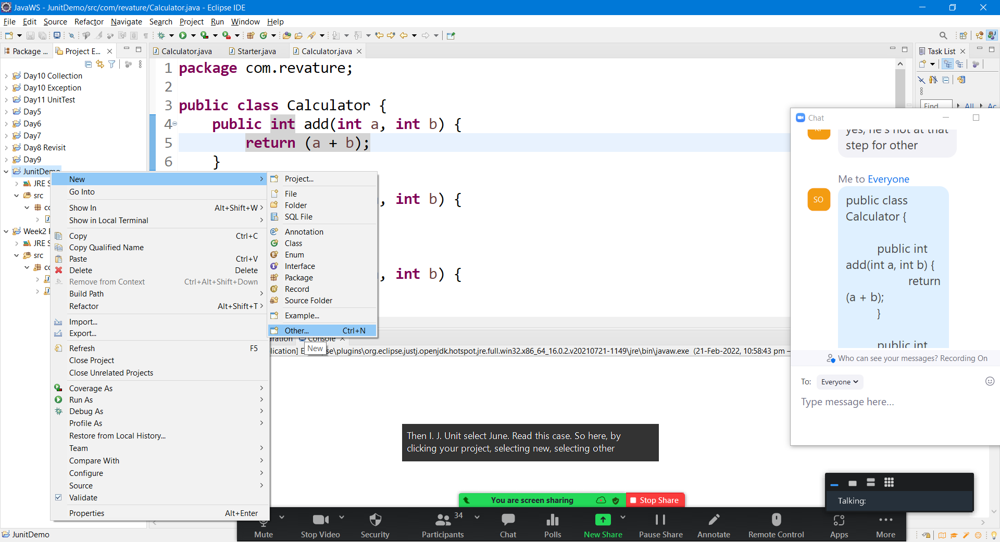 JavaWS - JunitDemo/src/com/revature/Calculator.java - Eclipse IDE
File Edit Source Refactor Navigate Search Project Run Window Help
Package ... Project E...
Day10 Collection
Day10 Exception
Day11 UnitTest
Day5
Day6
Day7
Day8 Revisit
Day9
JunitDemo
JRE S
src
co
Week2 P
JRE S
src
co
Calculator.java Starter.java Calculator.java
1 package com.revature;
2
3 public class Calculator {
4 public int add(int a, int b) {
5 return (a + b);
6 }
, int b) {
, int b) {
New
Go Into
Show In Alt+Shift+W
Show in Local Terminal
Copy Ctrl+C
Copy Qualified Name
Paste Ctrl+V
Delete Delete
Remove from Context Ctrl+Alt+Shift+Down
Build Path
Refactor Alt+Shift+T
Import...
Export...
Refresh F5
Close Project
Close Unrelated Projects
Coverage As
Run As
Debug As
Profile As
Restore from Local History...
Team
Compare With
Configure
Source
Validate
Properties Alt+Enter
Project...
File
Folder
SQL File
Annotation
Class
Enum
Interface
Package
Record
Source Folder
Example...
Other... Ctrl+N
New
aration Console
lication] E
se\plugins\org.eclipse.justj.openjdk.hotspot.jre.full.win32.x86_64_16.0.2.v20210721-1149\jre\bin\javaw.exe (21-Feb-2022, 10:58:43 pm –
Task List
Find All Ac
Chat
yes, he's not at that
step for other
Me to Everyone
SO
public class
Calculator {
public int
add(int a, int b) {
return
(a + b);
}
public int
Who can see your messages? Recording On
To: Everyone
Type message here...
Then I. J. Unit select June. Read this case. So here, by
clicking your project, selecting new, selecting other
Talking:
You are screen sharing Stop Share
34
Mute Stop Video Security Participants Chat Polls New Share Pause Share Annotate Remote Control Apps More
JunitDemo